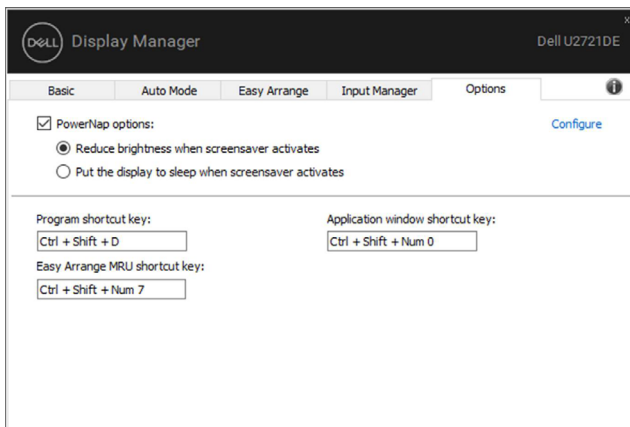 DELL Display Manager
Dell U2721DE
x
Basic Auto Mode Easy Arrange Input Manager Options i
PowerNap options: Configure
Reduce brightness when screensaver activates
Put the display to sleep when screensaver activates
Program shortcut key: Application window shortcut key:
Ctrl + Shift + D Ctrl + Shift + Num 0
Easy Arrange MRU shortcut key:
Ctrl + Shift + Num 7